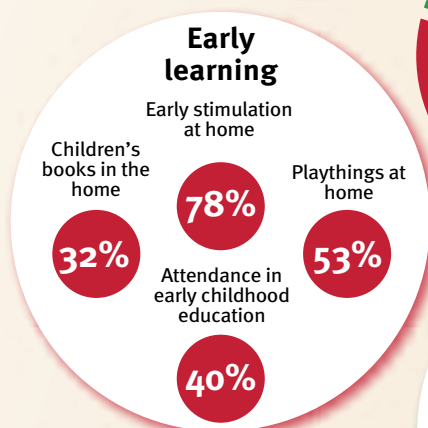 Early
learning
Early stimulation
at home
78%
Children's
books in the
home
32%
Playthings at
home
53%
Attendance in
early childhood
education
40%